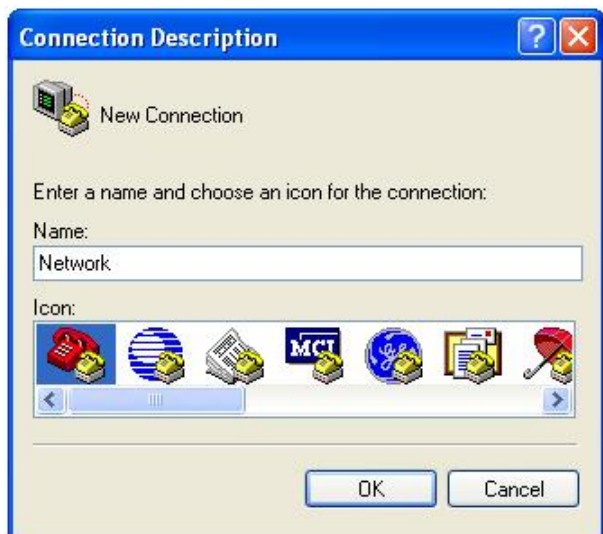 Connection Description
New Connection
Enter a name and choose an icon for the connection:
Name:
Network
Icon:
MCI
OK Cancel